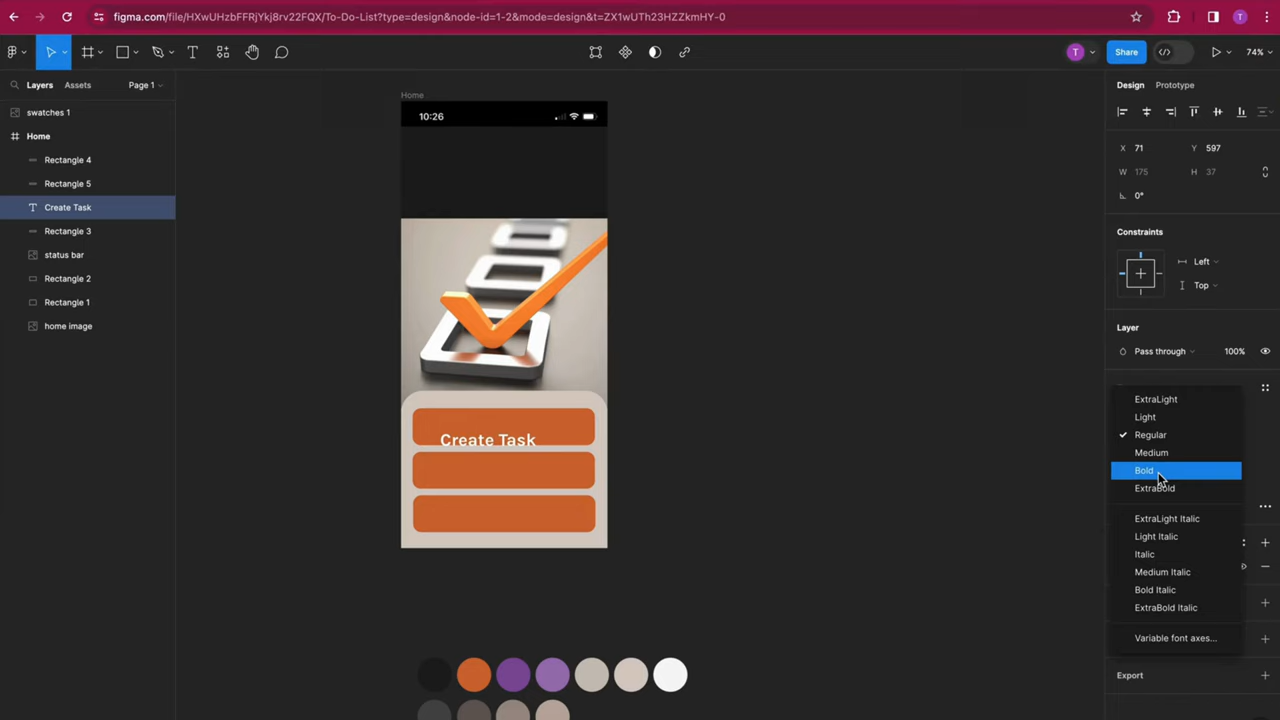 figma.com/file/HXwUHzbFFRjYkj8rv22FQX/To-Do-List?type=design&node-id=1-2&mode=design&t=ZX1wUTh23HZZkmHY-0
T
T
Share
74%
Layers
Assets
Page 1
swatches 1
Home
Rectangle 4
Rectangle 5
Create Task
Rectangle 3
status bar
Rectangle 2
Rectangle 1
home image
Home
10:26
Create Task
Design
Prototype
X 71
Y 597
W 175
H 37
0°
Constraints
Left
Top
Layer
Pass through
100%
ExtraLight
Light
Regular
Medium
Bold
ExtraBold
ExtraLight Italic
Light Italic
Italic
Medium Italic
Bold Italic
ExtraBold Italic
Variable font axes...
Export